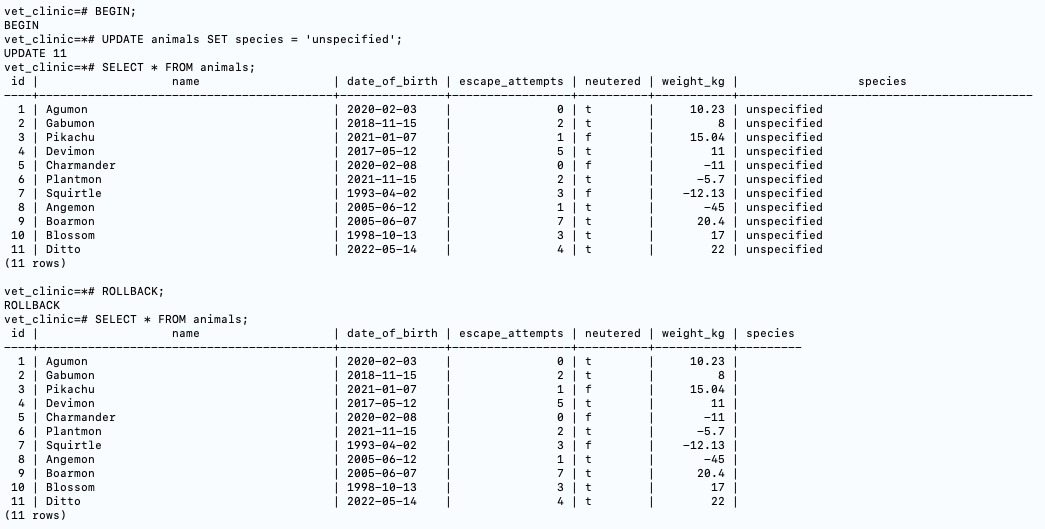 vet_clinic=# BEGIN;
BEGIN
vet_clinic=*# UPDATE animals SET species = 'unspecified';
UPDATE 11
vet_clinic=*# SELECT * FROM animals;
 id |                   name                   | date_of_birth | escape_attempts | neutered | weight_kg |                 species
----+------------------------------------------+---------------+-----------------+----------+-----------+------------------------------------------
  1 | Agumon                                   | 2020-02-03    |               0 | t        |     10.23 | unspecified
  2 | Gabumon                                  | 2018-11-15    |               2 | t        |         8 | unspecified
  3 | Pikachu                                  | 2021-01-07    |               1 | f        |     15.04 | unspecified
  4 | Devimon                                  | 2017-05-12    |               5 | t        |        11 | unspecified
  5 | Charmander                               | 2020-02-08    |               0 | f        |       -11 | unspecified
  6 | Plantmon                                 | 2021-11-15    |               2 | t        |      -5.7 | unspecified
  7 | Squirtle                                 | 1993-04-02    |               3 | f        |    -12.13 | unspecified
  8 | Angemon                                  | 2005-06-12    |               1 | t        |       -45 | unspecified
  9 | Boarmon                                  | 2005-06-07    |               7 | t        |      20.4 | unspecified
 10 | Blossom                                  | 1998-10-13    |               3 | t        |        17 | unspecified
 11 | Ditto                                    | 2022-05-14    |               4 | t        |        22 | unspecified
(11 rows)

vet_clinic=*# ROLLBACK;
ROLLBACK
vet_clinic=# SELECT * FROM animals;
 id |                   name                   | date_of_birth | escape_attempts | neutered | weight_kg | species
----+------------------------------------------+---------------+-----------------+----------+-----------+---------
  1 | Agumon                                   | 2020-02-03    |               0 | t        |     10.23 |
  2 | Gabumon                                  | 2018-11-15    |               2 | t        |         8 |
  3 | Pikachu                                  | 2021-01-07    |               1 | f        |     15.04 |
  4 | Devimon                                  | 2017-05-12    |               5 | t        |        11 |
  5 | Charmander                               | 2020-02-08    |               0 | f        |       -11 |
  6 | Plantmon                                 | 2021-11-15    |               2 | t        |      -5.7 |
  7 | Squirtle                                 | 1993-04-02    |               3 | f        |    -12.13 |
  8 | Angemon                                  | 2005-06-12    |               1 | t        |       -45 |
  9 | Boarmon                                  | 2005-06-07    |               7 | t        |      20.4 |
 10 | Blossom                                  | 1998-10-13    |               3 | t        |        17 |
 11 | Ditto                                    | 2022-05-14    |               4 | t        |        22 |
(11 rows)